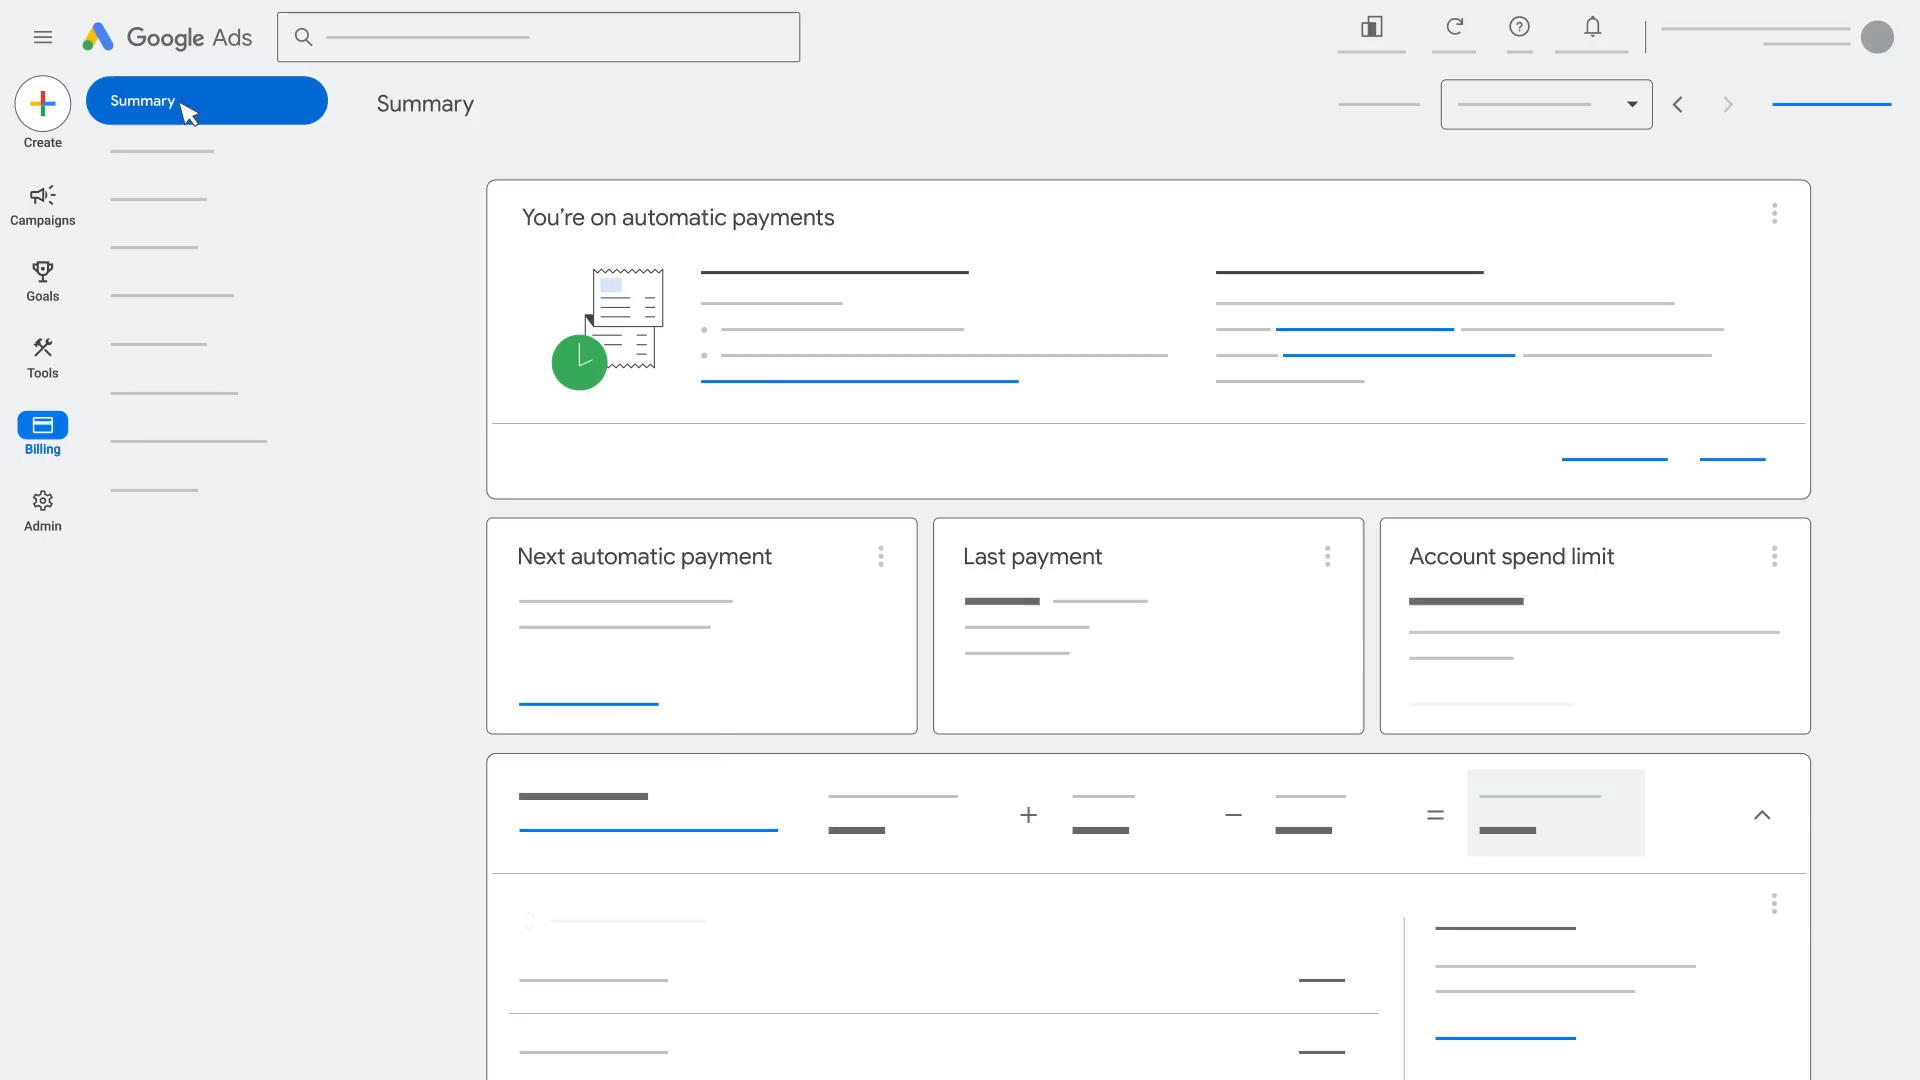 Google Ads
Create
Campaigns
Goals
Tools
Billing
Admin
Summary
Summary
You’re on automatic payments
Next automatic payment
Last payment
Account spend limit